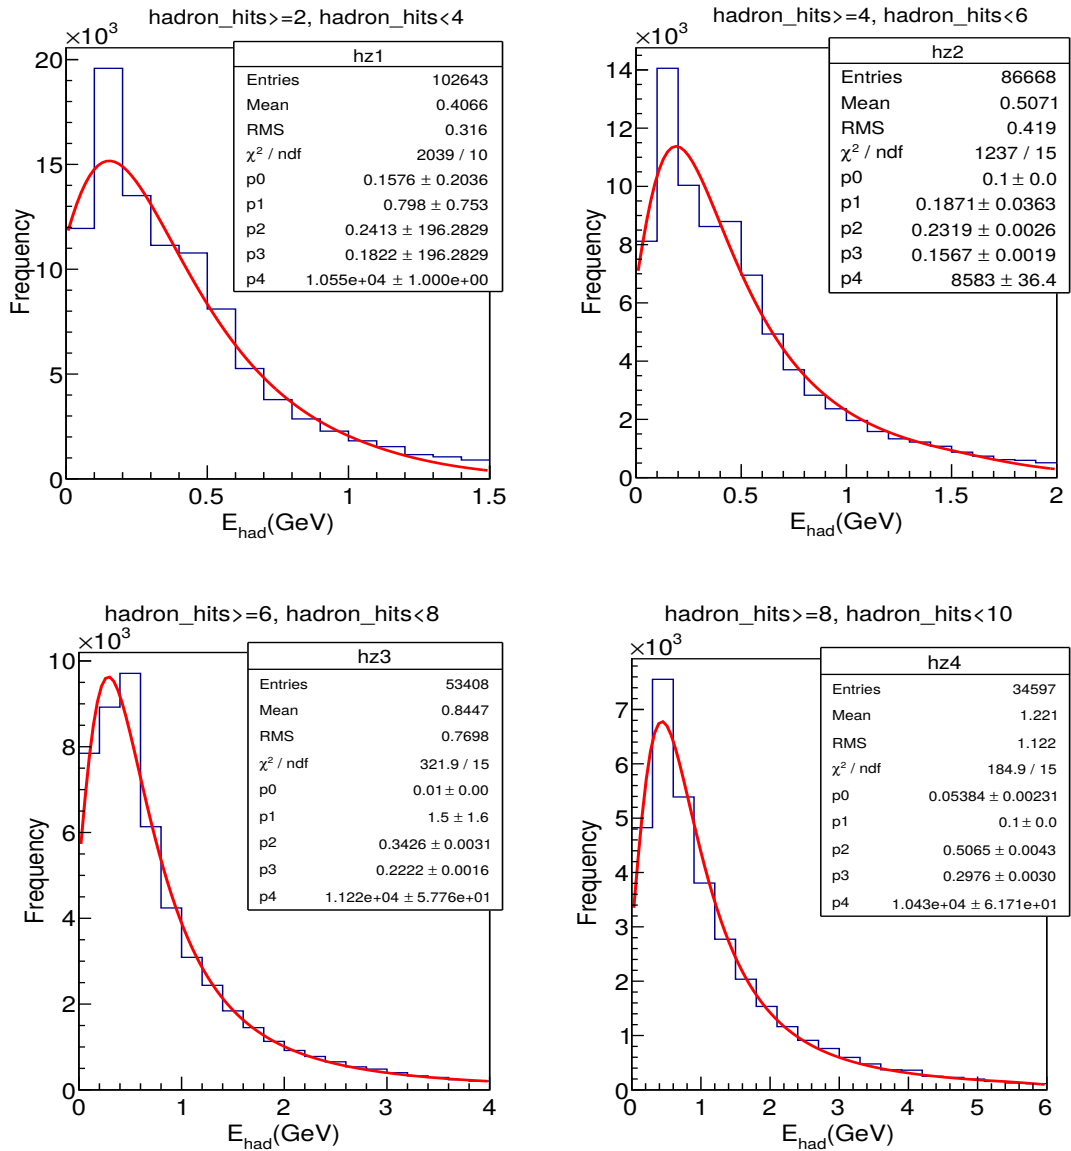 hadron_hits>=2, hadron_hits<4
×10³
hz1
Entries 102643
Mean 0.4066
RMS 0.316
χ² / ndf 2039 / 10
p0 0.1576 ± 0.2036
p1 0.798 ± 0.753
p2 0.2413 ± 196.2829
p3 0.1822 ± 196.2829
p4 1.055e+04 ± 1.000e+00
20
15
10
5
0
Frequency
0 0.5 1 1.5
E_had(GeV)
hadron_hits>=4, hadron_hits<6
×10³
hz2
Entries 86668
Mean 0.5071
RMS 0.419
χ² / ndf 1237 / 15
p0 0.1 ± 0.0
p1 0.1871 ± 0.0363
p2 0.2319 ± 0.0026
p3 0.1567 ± 0.0019
p4 8583 ± 36.4
14
12
10
8
6
4
2
0
Frequency
0 0.5 1 1.5 2
E_had(GeV)
hadron_hits>=6, hadron_hits<8
×10³
hz3
Entries 53408
Mean 0.8447
RMS 0.7698
χ² / ndf 321.9 / 15
p0 0.01 ± 0.00
p1 1.5 ± 1.6
p2 0.3426 ± 0.0031
p3 0.2222 ± 0.0016
p4 1.122e+04 ± 5.776e+01
10
8
6
4
2
0
Frequency
0 1 2 3 4
E_had(GeV)
hadron_hits>=8, hadron_hits<10
×10³
hz4
Entries 34597
Mean 1.221
RMS 1.122
χ² / ndf 184.9 / 15
p0 0.05384 ± 0.00231
p1 0.1 ± 0.0
p2 0.5065 ± 0.0043
p3 0.2976 ± 0.0030
p4 1.043e+04 ± 6.171e+01
7
6
5
4
3
2
1
0
Frequency
0 1 2 3 4 5 6
E_had(GeV)